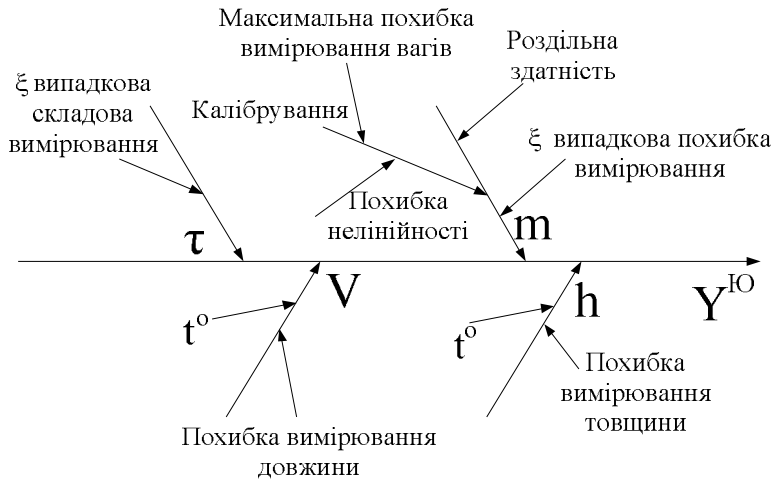 Максимальна похибка
вимірювання вагів
Роздільна
здатність
ξ випадкова
складова
вимірювання
Калібрування
ξ випадкова похибка
вимірювання
Похибка
нелінійності
τ
m
V
h
Y^Ю
t^o
t^o
Похибка
вимірювання
товщини
Похибка вимірювання
довжини